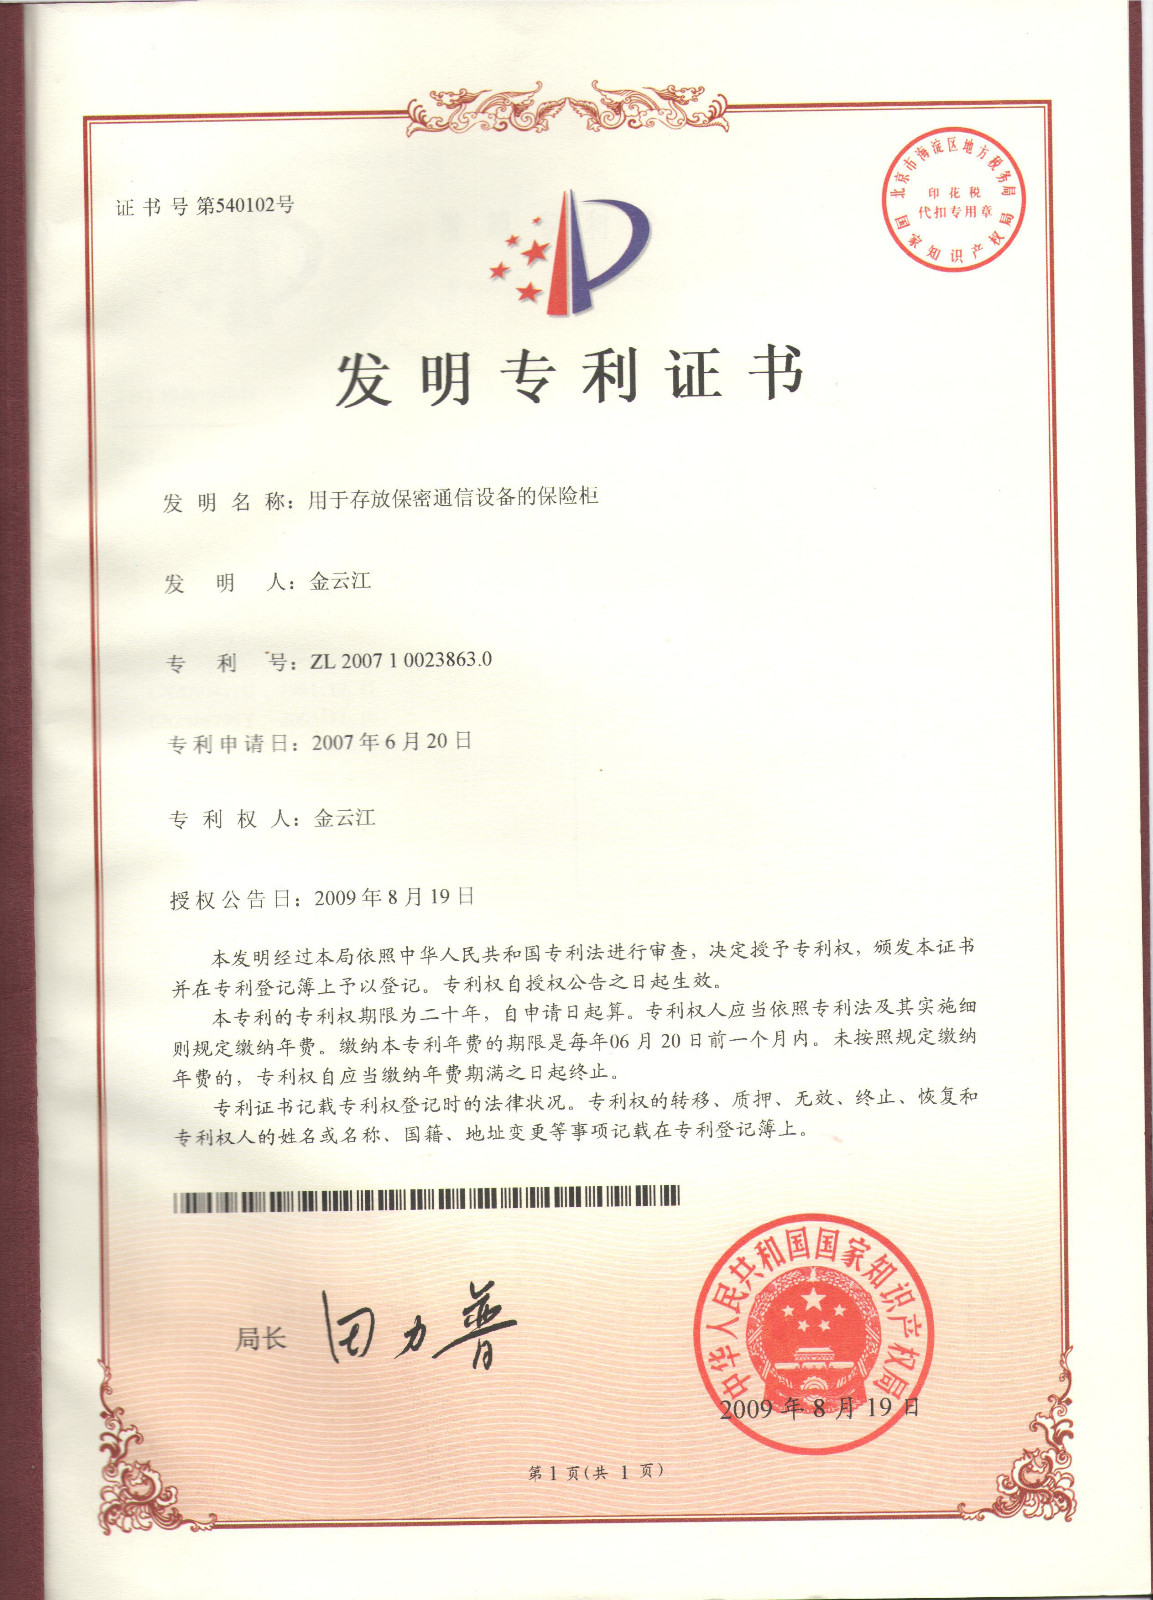 证书号第540102号
北京市海淀区地方税务局
印花税
代扣专用章
国家知识产权局
发明专利证书
发明名称：用于存放保密通信设备的保险柜
发明人：金云江
专利号：ZL 2007 1 0023863.0
专利申请日：2007年6月20日
专利权人：金云江
授权公告日：2009年8月19日
本发明经过本局依照中华人民共和国专利法进行审查，决定授予专利权，颁发本证书
并在专利登记簿上予以登记。专利权自授权公告之日起生效。
本专利的专利权期限为二十年，自申请日起算。专利权人应当依照专利法及其实施细
则规定缴纳年费。缴纳本专利年费的期限是每年06月20日前一个月内。未按照规定缴纳
年费的，专利权自应当缴纳年费期满之日起终止。
专利证书记载专利权登记时的法律状况。专利权的转移、质押、无效、终止、恢复和
专利权人的姓名或名称、国籍、地址变更等事项记载在专利登记簿上。
中华人民共和国国家知识产权局
局长 田力普
2009年8月19日
第1页(共1页)